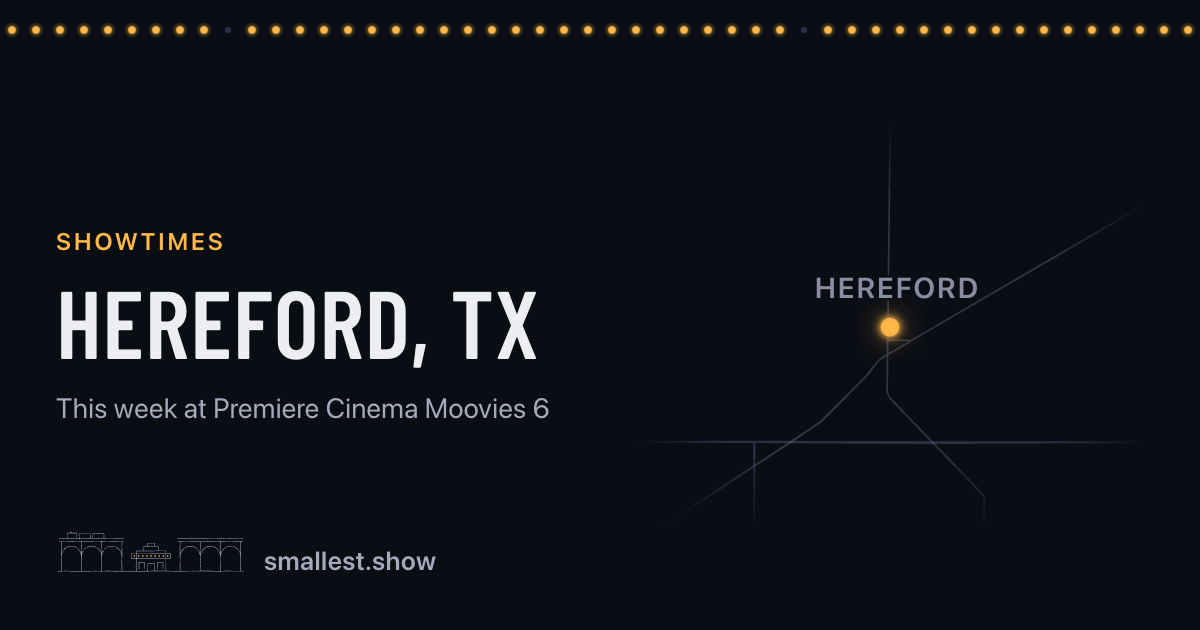 SHOWTIMES
HEREFORD, TX
This week at Premiere Cinema Moovies 6
HEREFORD
smallest.show